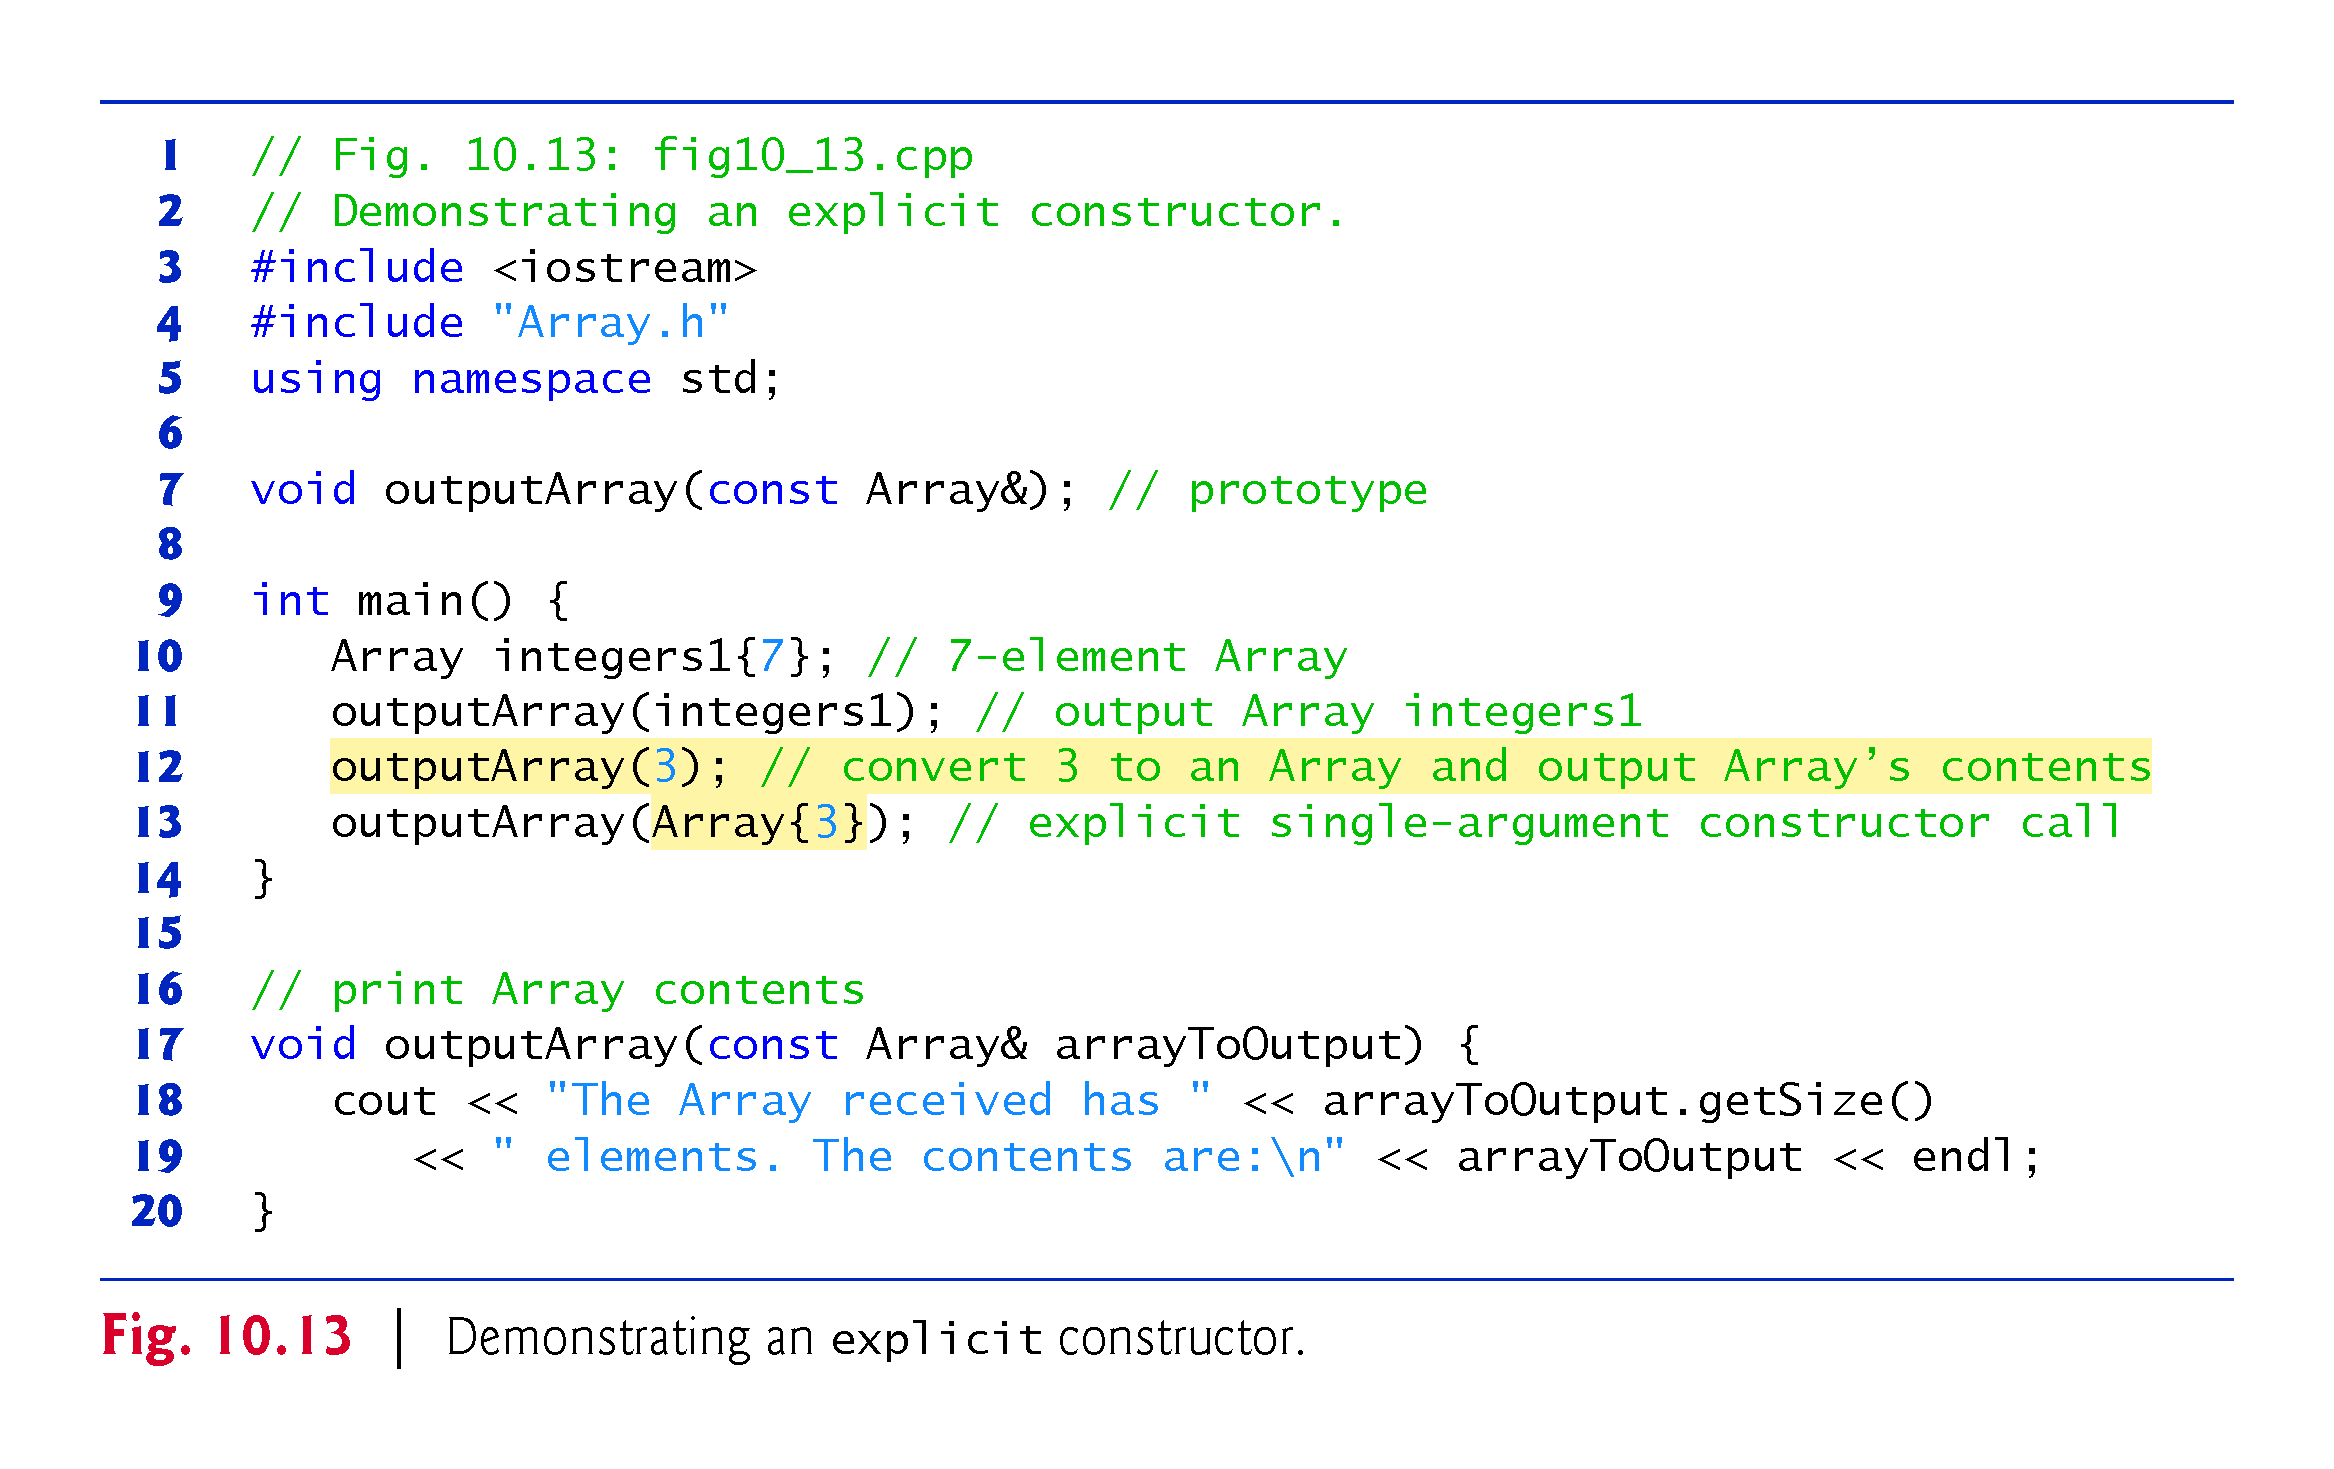 1 // Fig. 10.13: fig10_13.cpp
2 // Demonstrating an explicit constructor.
3 #include <iostream>
4 #include "Array.h"
5 using namespace std;
6
7 void outputArray(const Array&); // prototype
8
9 int main() {
10    Array integers1{7}; // 7-element Array
11    outputArray(integers1); // output Array integers1
12    outputArray(3); // convert 3 to an Array and output Array’s contents
13    outputArray(Array{3}); // explicit single-argument constructor call
14 }
15
16 // print Array contents
17 void outputArray(const Array& arrayToOutput) {
18    cout << "The Array received has " << arrayToOutput.getSize()
19       << " elements. The contents are:\n" << arrayToOutput << endl;
20 }
Fig. 10.13 | Demonstrating an explicit constructor.